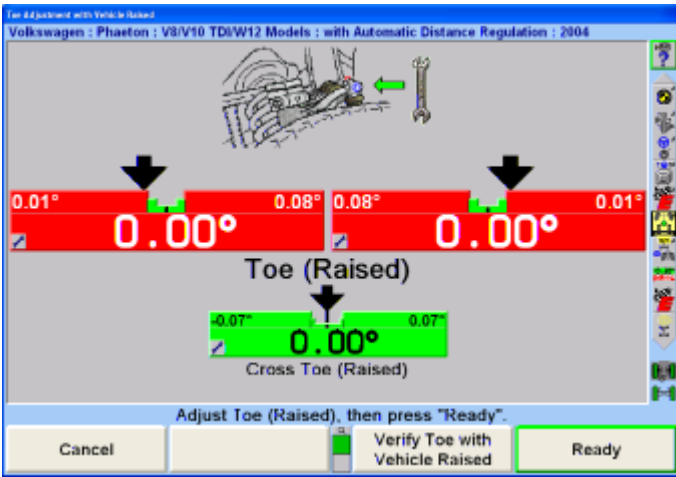 Toe Adjustment with Vehicle Raised
Volkswagen : Phaeton : V8/V10 TDI/W12 Models : with Automatic Distance Regulation : 2004
0.01° 0.08° 0.08° 0.01°
0.00° 0.00°
Toe (Raised)
-0.07° 0.07°
0.00°
Cross Toe (Raised)
Adjust Toe (Raised), then press "Ready".
Cancel
Verify Toe with
Vehicle Raised
Ready